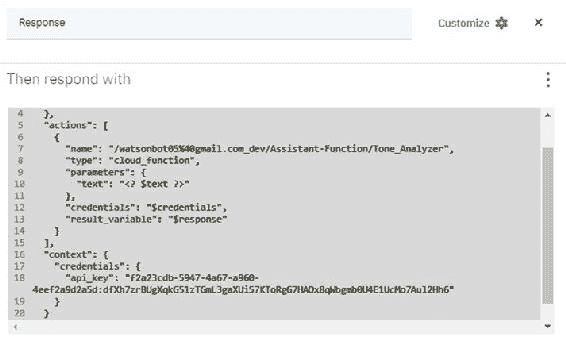 Response
Customize
Then respond with
4 },
5 "actions": [
6 {
7 "name": "/watsonbot05%40gmail.com_dev/Assistant-Function/Tone_Analyzer",
8 "type": "cloud_function",
9 "parameters": {
10 "text": "<? $text ?>"
11 },
12 "credentials": "$credentials",
13 "result_variable": "$response"
14 }
15 ],
16 "context": {
17 "credentials": {
18 "api_key":
19 }
20 }